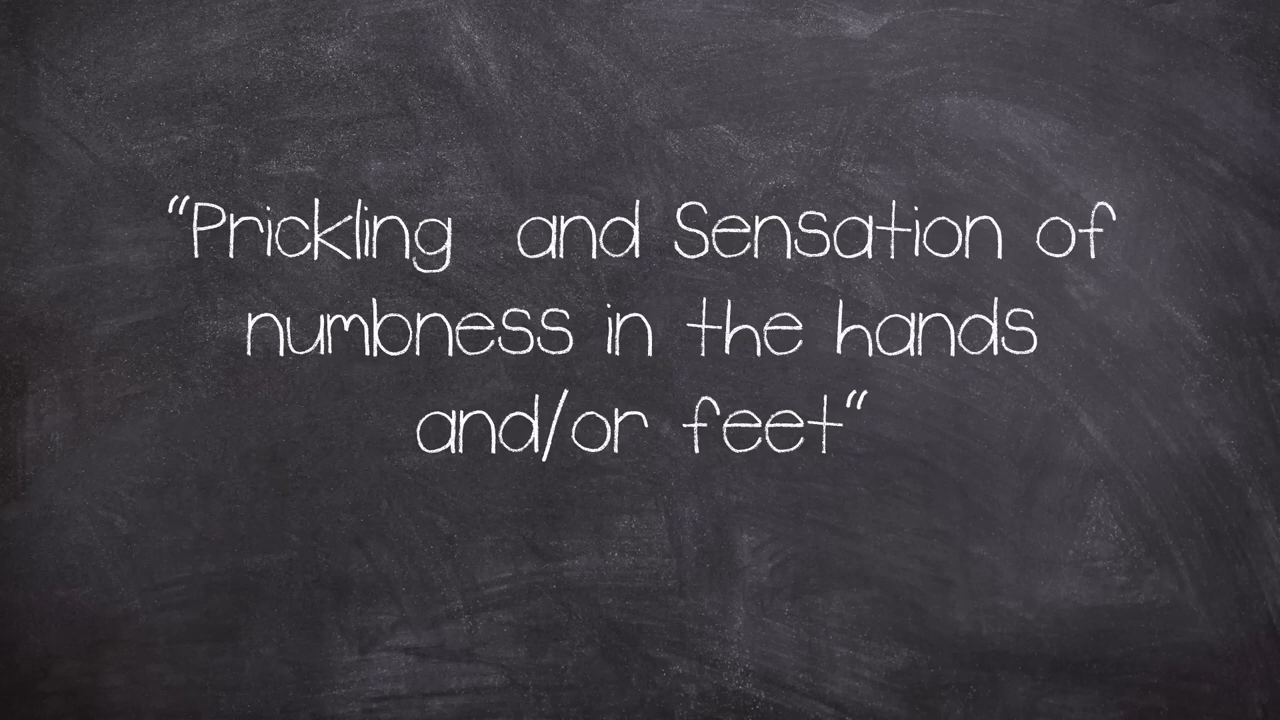 “Prickling  and Sensation of
numbness in the hands
and/or feet“